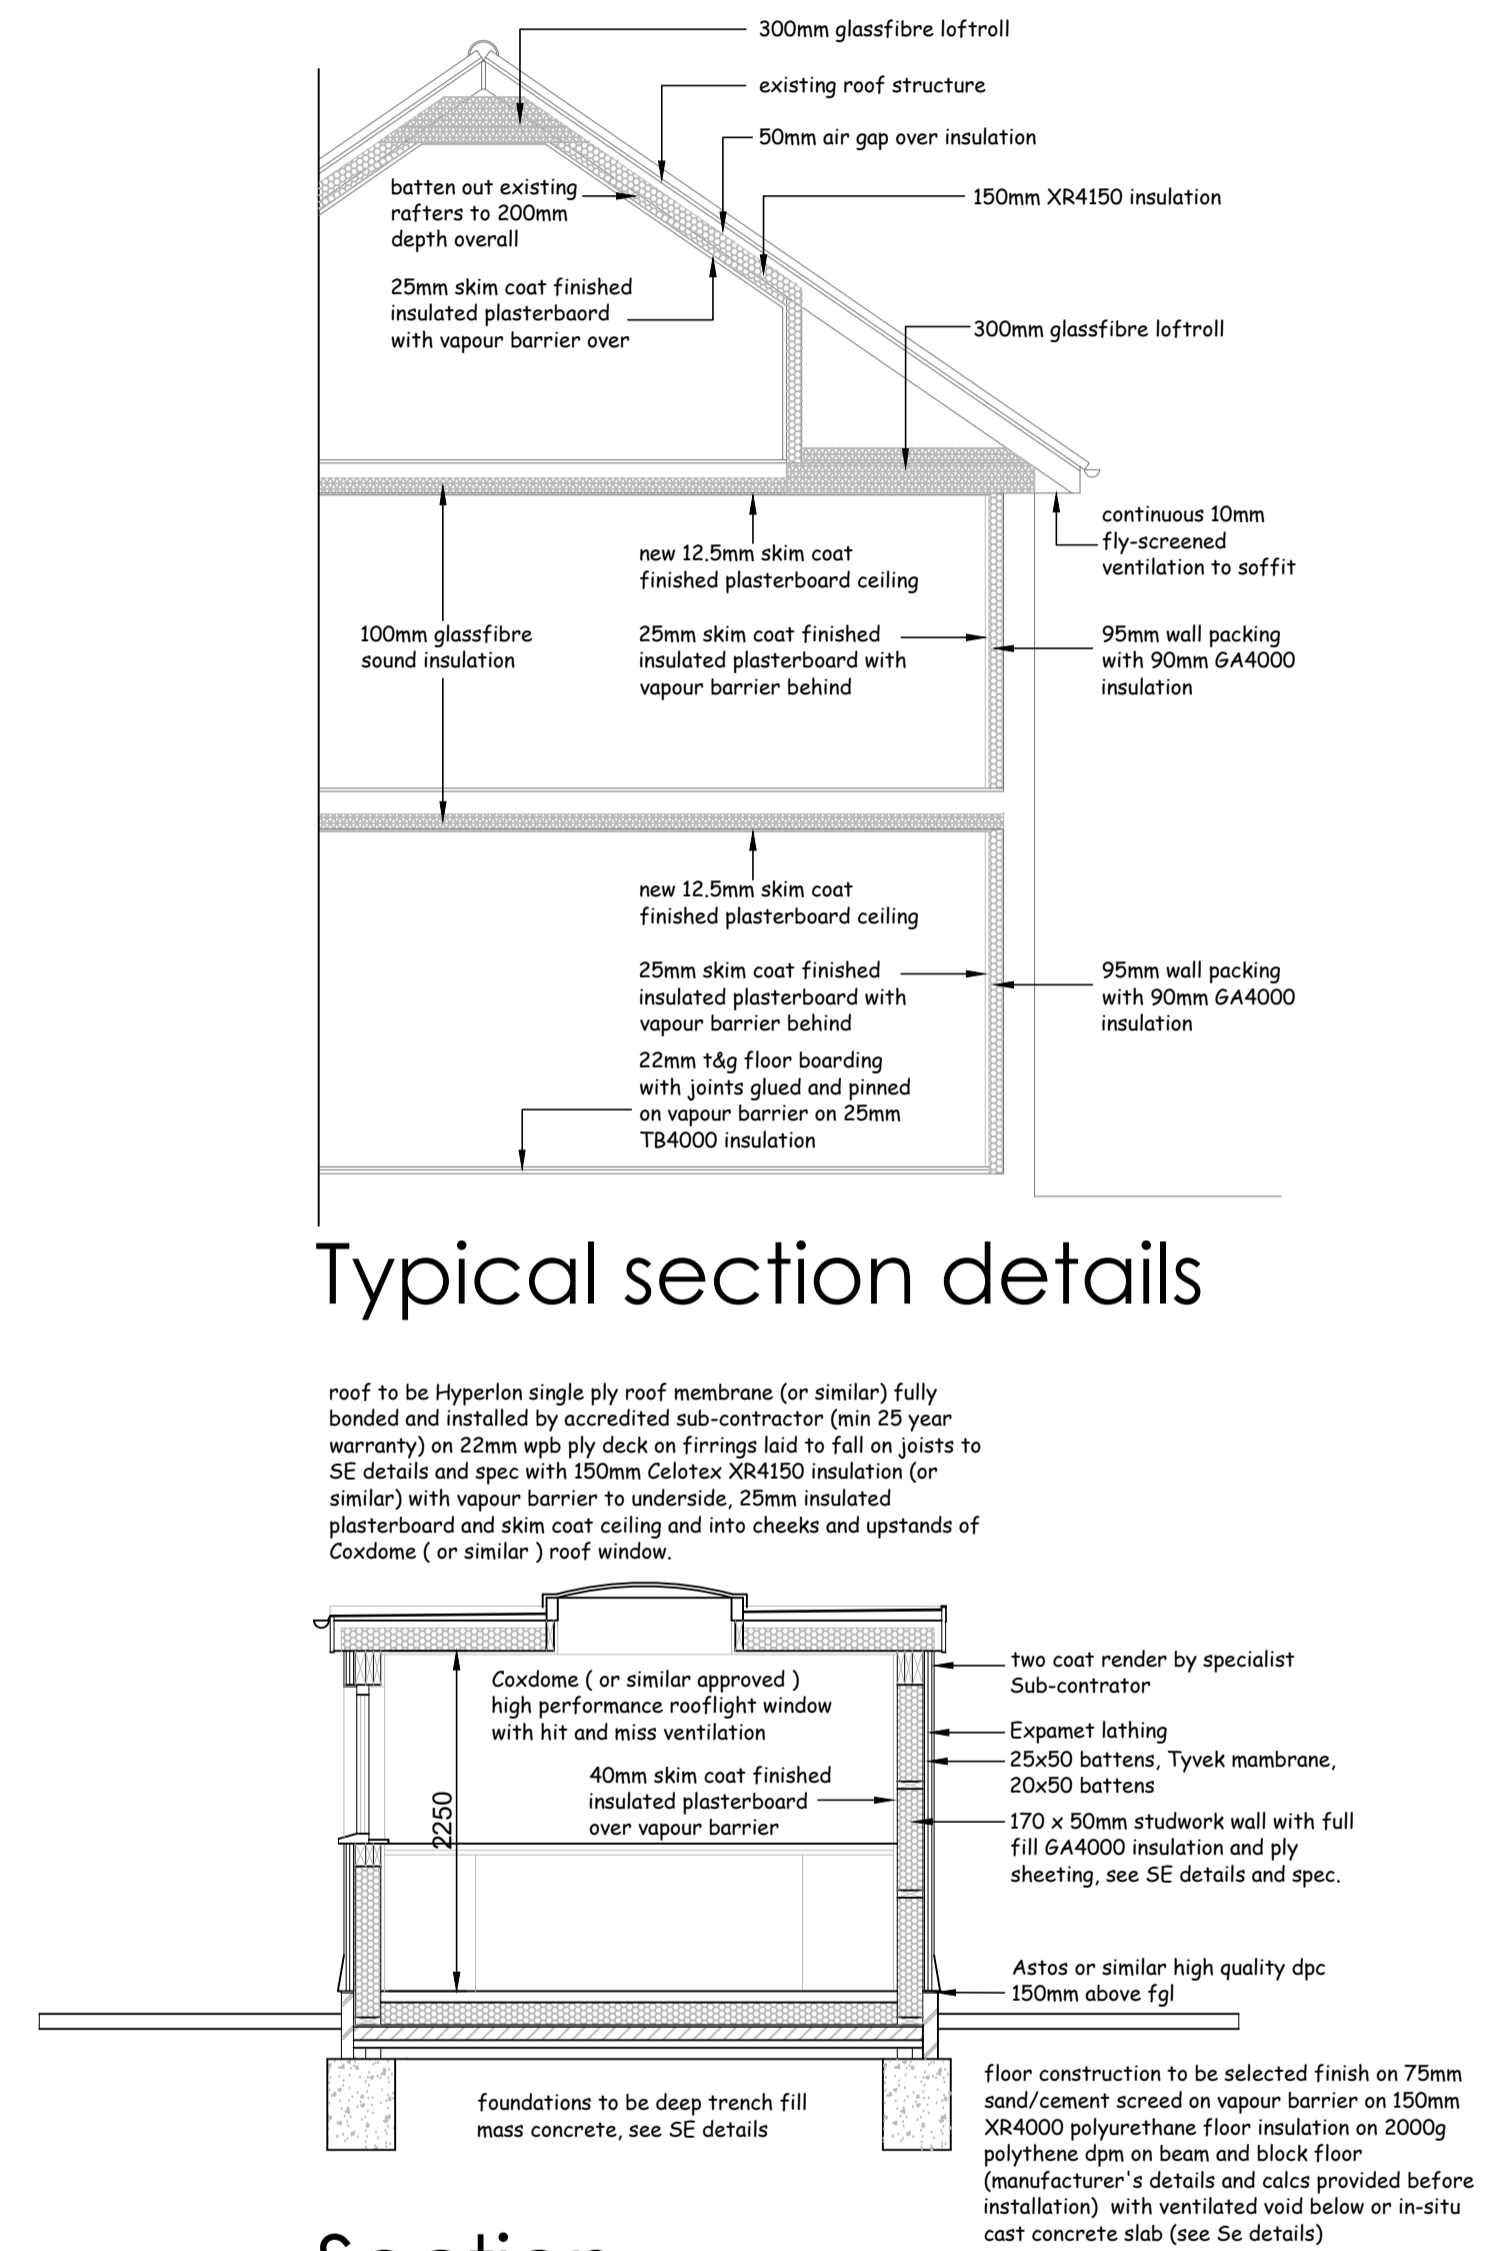 300mm glassfibre loftroll
existing roof structure
50mm air gap over insulation
batten out existing
rafters to 200mm
depth overall
150mm XR4150 insulation
25mm skim coat finished
insulated plasterbaord
with vapour barrier over
300mm glassfibre loftroll
continuous 10mm
fly-screened
ventilation to soffit
new 12.5mm skim coat
finished plasterboard ceiling
100mm glassfibre
sound insulation
25mm skim coat finished
insulated plasterboard with
vapour barrier behind
95mm wall packing
with 90mm GA4000
insulation
new 12.5mm skim coat
finished plasterboard ceiling
25mm skim coat finished
insulated plasterboard with
vapour barrier behind
95mm wall packing
with 90mm GA4000
insulation
22mm t&g floor boarding
with joints glued and pinned
on vapour barrier on 25mm
TB4000 insulation
Typical section details
roof to be Hyperlon single ply roof membrane (or similar) fully
bonded and installed by accredited sub-contractor (min 25 year
warranty) on 22mm wpb ply deck on firrings laid to fall on joists to
SE details and spec with 150mm Celotex XR4150 insulation (or
similar) with vapour barrier to underside, 25mm insulated
plasterboard and skim coat ceiling and into cheeks and upstands of
Coxdome ( or similar ) roof window.
Coxdome ( or similar approved )
high performance rooflight window
with hit and miss ventilation
two coat render by specialist
Sub-contrator
Expamet lathing
25x50 battens, Tyvek mambrane,
20x50 battens
40mm skim coat finished
insulated plasterboard
over vapour barrier
2250
170 x 50mm studwork wall with full
fill GA4000 insulation and ply
sheeting, see SE details and spec.
Astos or similar high quality dpc
150mm above fgl
foundations to be deep trench fill
mass concrete, see SE details
floor construction to be selected finish on 75mm
sand/cement screed on vapour barrier on 150mm
XR4000 polyurethane floor insulation on 2000g
polythene dpm on beam and block floor
(manufacturer's details and calcs provided before
installation)  with ventilated void below or in-situ
cast concrete slab (see Se details)
Section